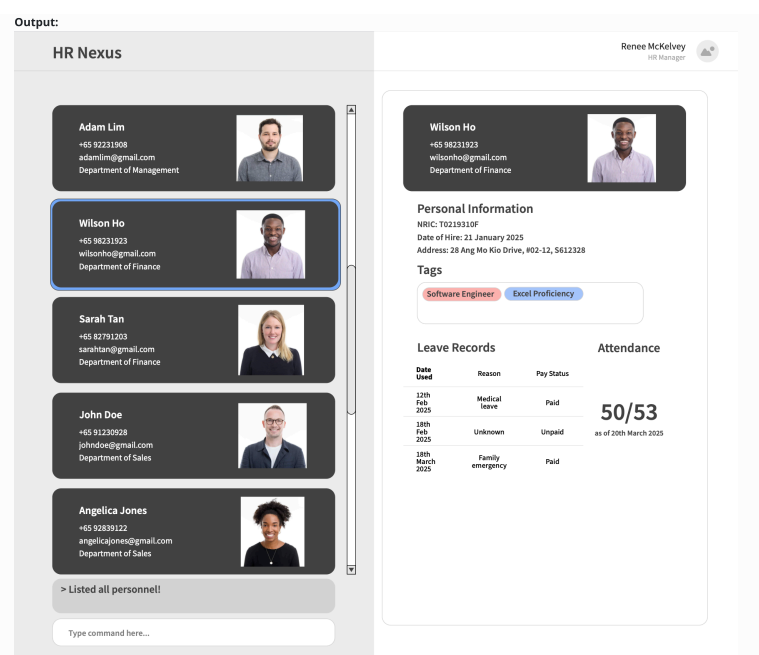 Output:
HR Nexus
Renee McKelvey
HR Manager
Adam Lim
+65 92231908
adamlim@gmail.com
Department of Management
Wilson Ho
+65 98231923
wilsonho@gmail.com
Department of Finance
Sarah Tan
+65 82791203
sarahtan@gmail.com
Department of Finance
John Doe
+65 91230928
johndoe@gmail.com
Department of Sales
Angelica Jones
+65 92839122
angelicajones@gmail.com
Department of Sales
> Listed all personnel!
Type command here...
Wilson Ho
+65 98231923
wilsonho@gmail.com
Department of Finance
Personal Information
NRIC: T0219310F
Date of Hire: 21 January 2025
Address: 28 Ang Mo Kio Drive, #02-12, S612328
Tags
Software Engineer Excel Proficiency
Leave Records
Date Used Reason Pay Status
12th Feb 2025 Medical leave Paid
18th Feb 2025 Unknown Unpaid
18th March 2025 Family emergency Paid
Attendance
50/53
as of 20th March 2025